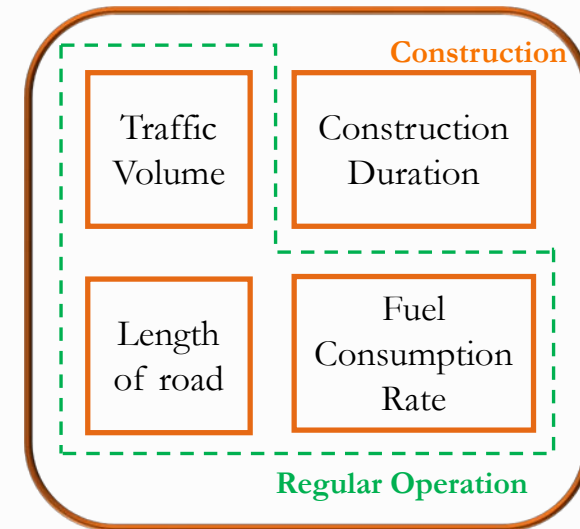 Construction
Traffic
Volume
Construction
Duration
Length
of road
Fuel
Consumption
Rate
Regular Operation